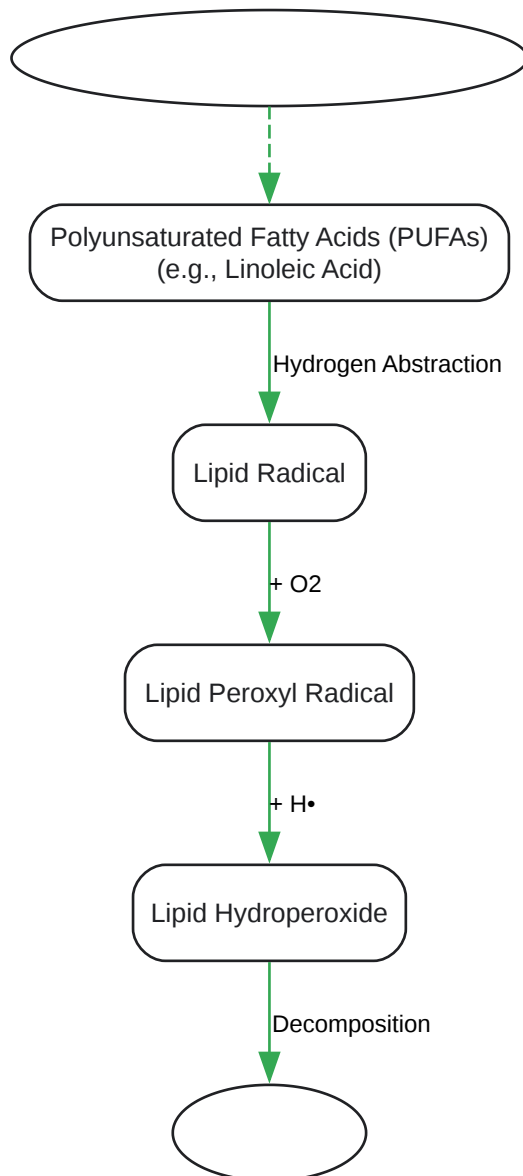 Polyunsaturated Fatty Acids (PUFAs)
(e.g., Linoleic Acid)
Hydrogen Abstraction
Lipid Radical
+ O2
Lipid Peroxyl Radical
+ H•
Lipid Hydroperoxide
Decomposition